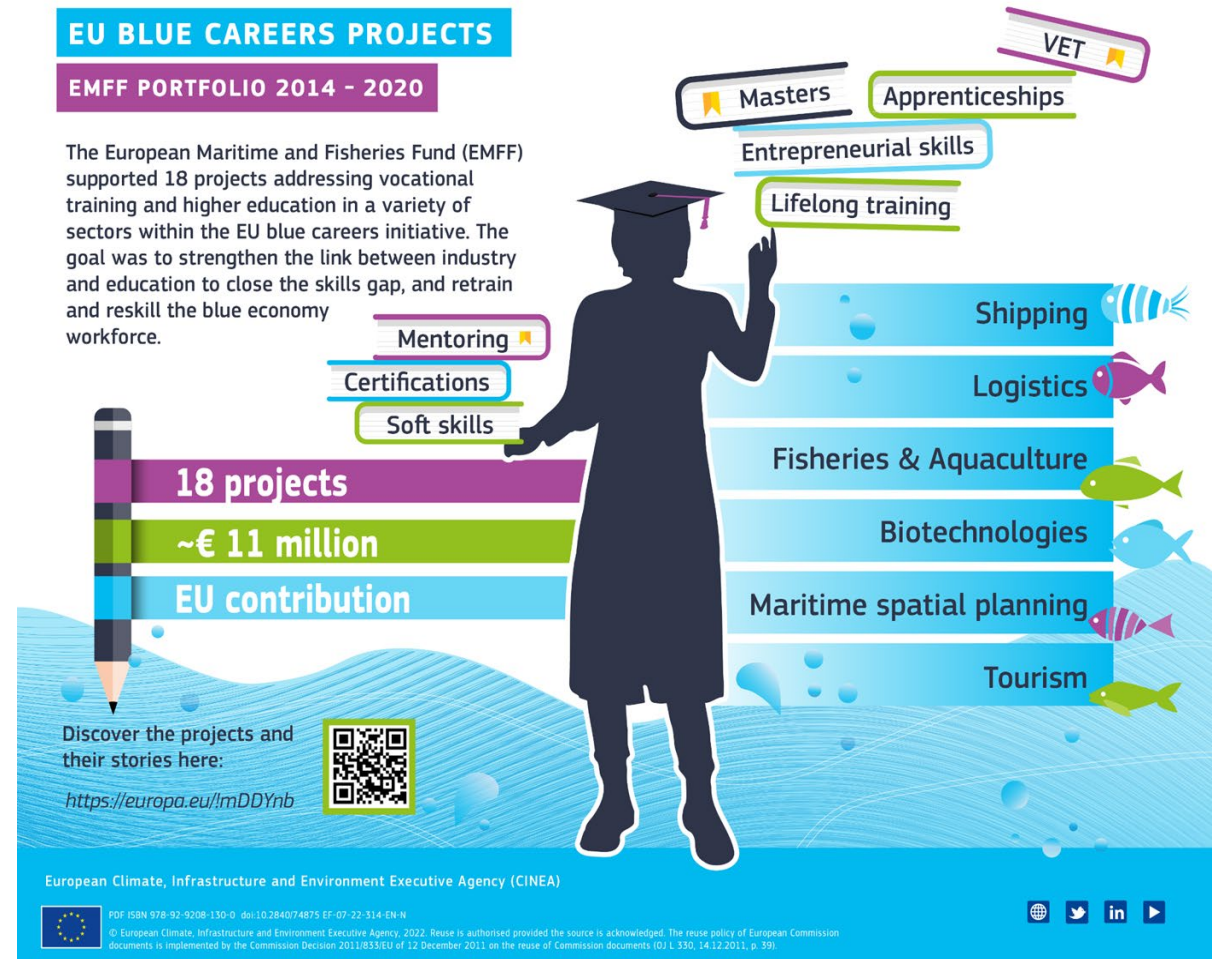 EU BLUE CAREERS PROJECTS
EMFF PORTFOLIO 2014 - 2020
The European Maritime and Fisheries Fund (EMFF)
supported 18 projects addressing vocational
training and higher education in a variety of
sectors within the EU blue careers initiative. The
goal was to strengthen the link between industry
and education to close the skills gap, and retrain
and reskill the blue economy
workforce.
VET
Masters
Apprenticeships
Entrepreneurial skills
Lifelong training
Mentoring
Certifications
Soft skills
18 projects
~€ 11 million
EU contribution
Shipping
Logistics
Fisheries & Aquaculture
Biotechnologies
Maritime spatial planning
Tourism
Discover the projects and
their stories here:
https://europa.eu/!mDDYnb
European Climate, Infrastructure and Environment Executive Agency (CINEA)
PDF ISBN 978-92-9208-130-0 doi:10.2840/74875 EF-07-22-314-EN-N
© European Climate, Infrastructure and Environment Executive Agency, 2022. Reuse is authorised provided the source is acknowledged. The reuse policy of European Commission
documents is implemented by the Commission Decision 2011/833/EU of 12 December 2011 on the reuse of Commission documents (OJ L 330, 14.12.2011, p. 39).
in